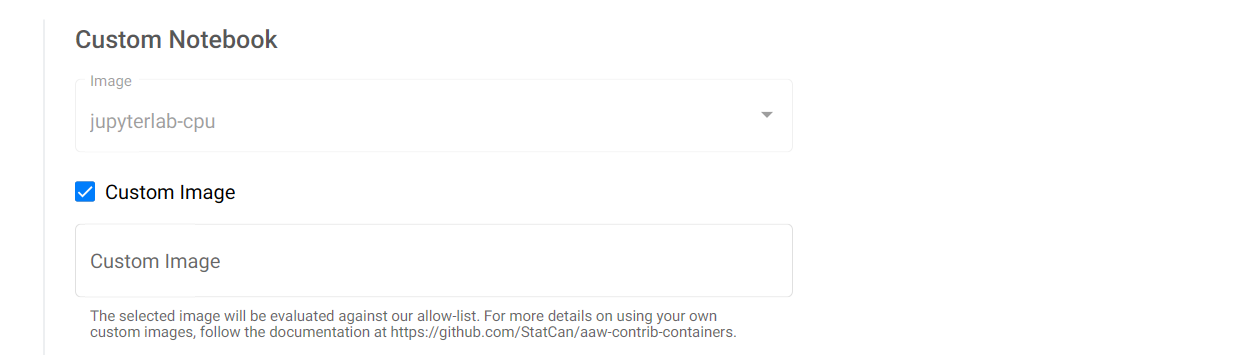 Custom Notebook
Image
jupyterlab-cpu
Custom Image
Custom Image
The selected image will be evaluated against our allow-list. For more details on using your own
custom images, follow the documentation at https://github.com/StatCan/aaw-contrib-containers.